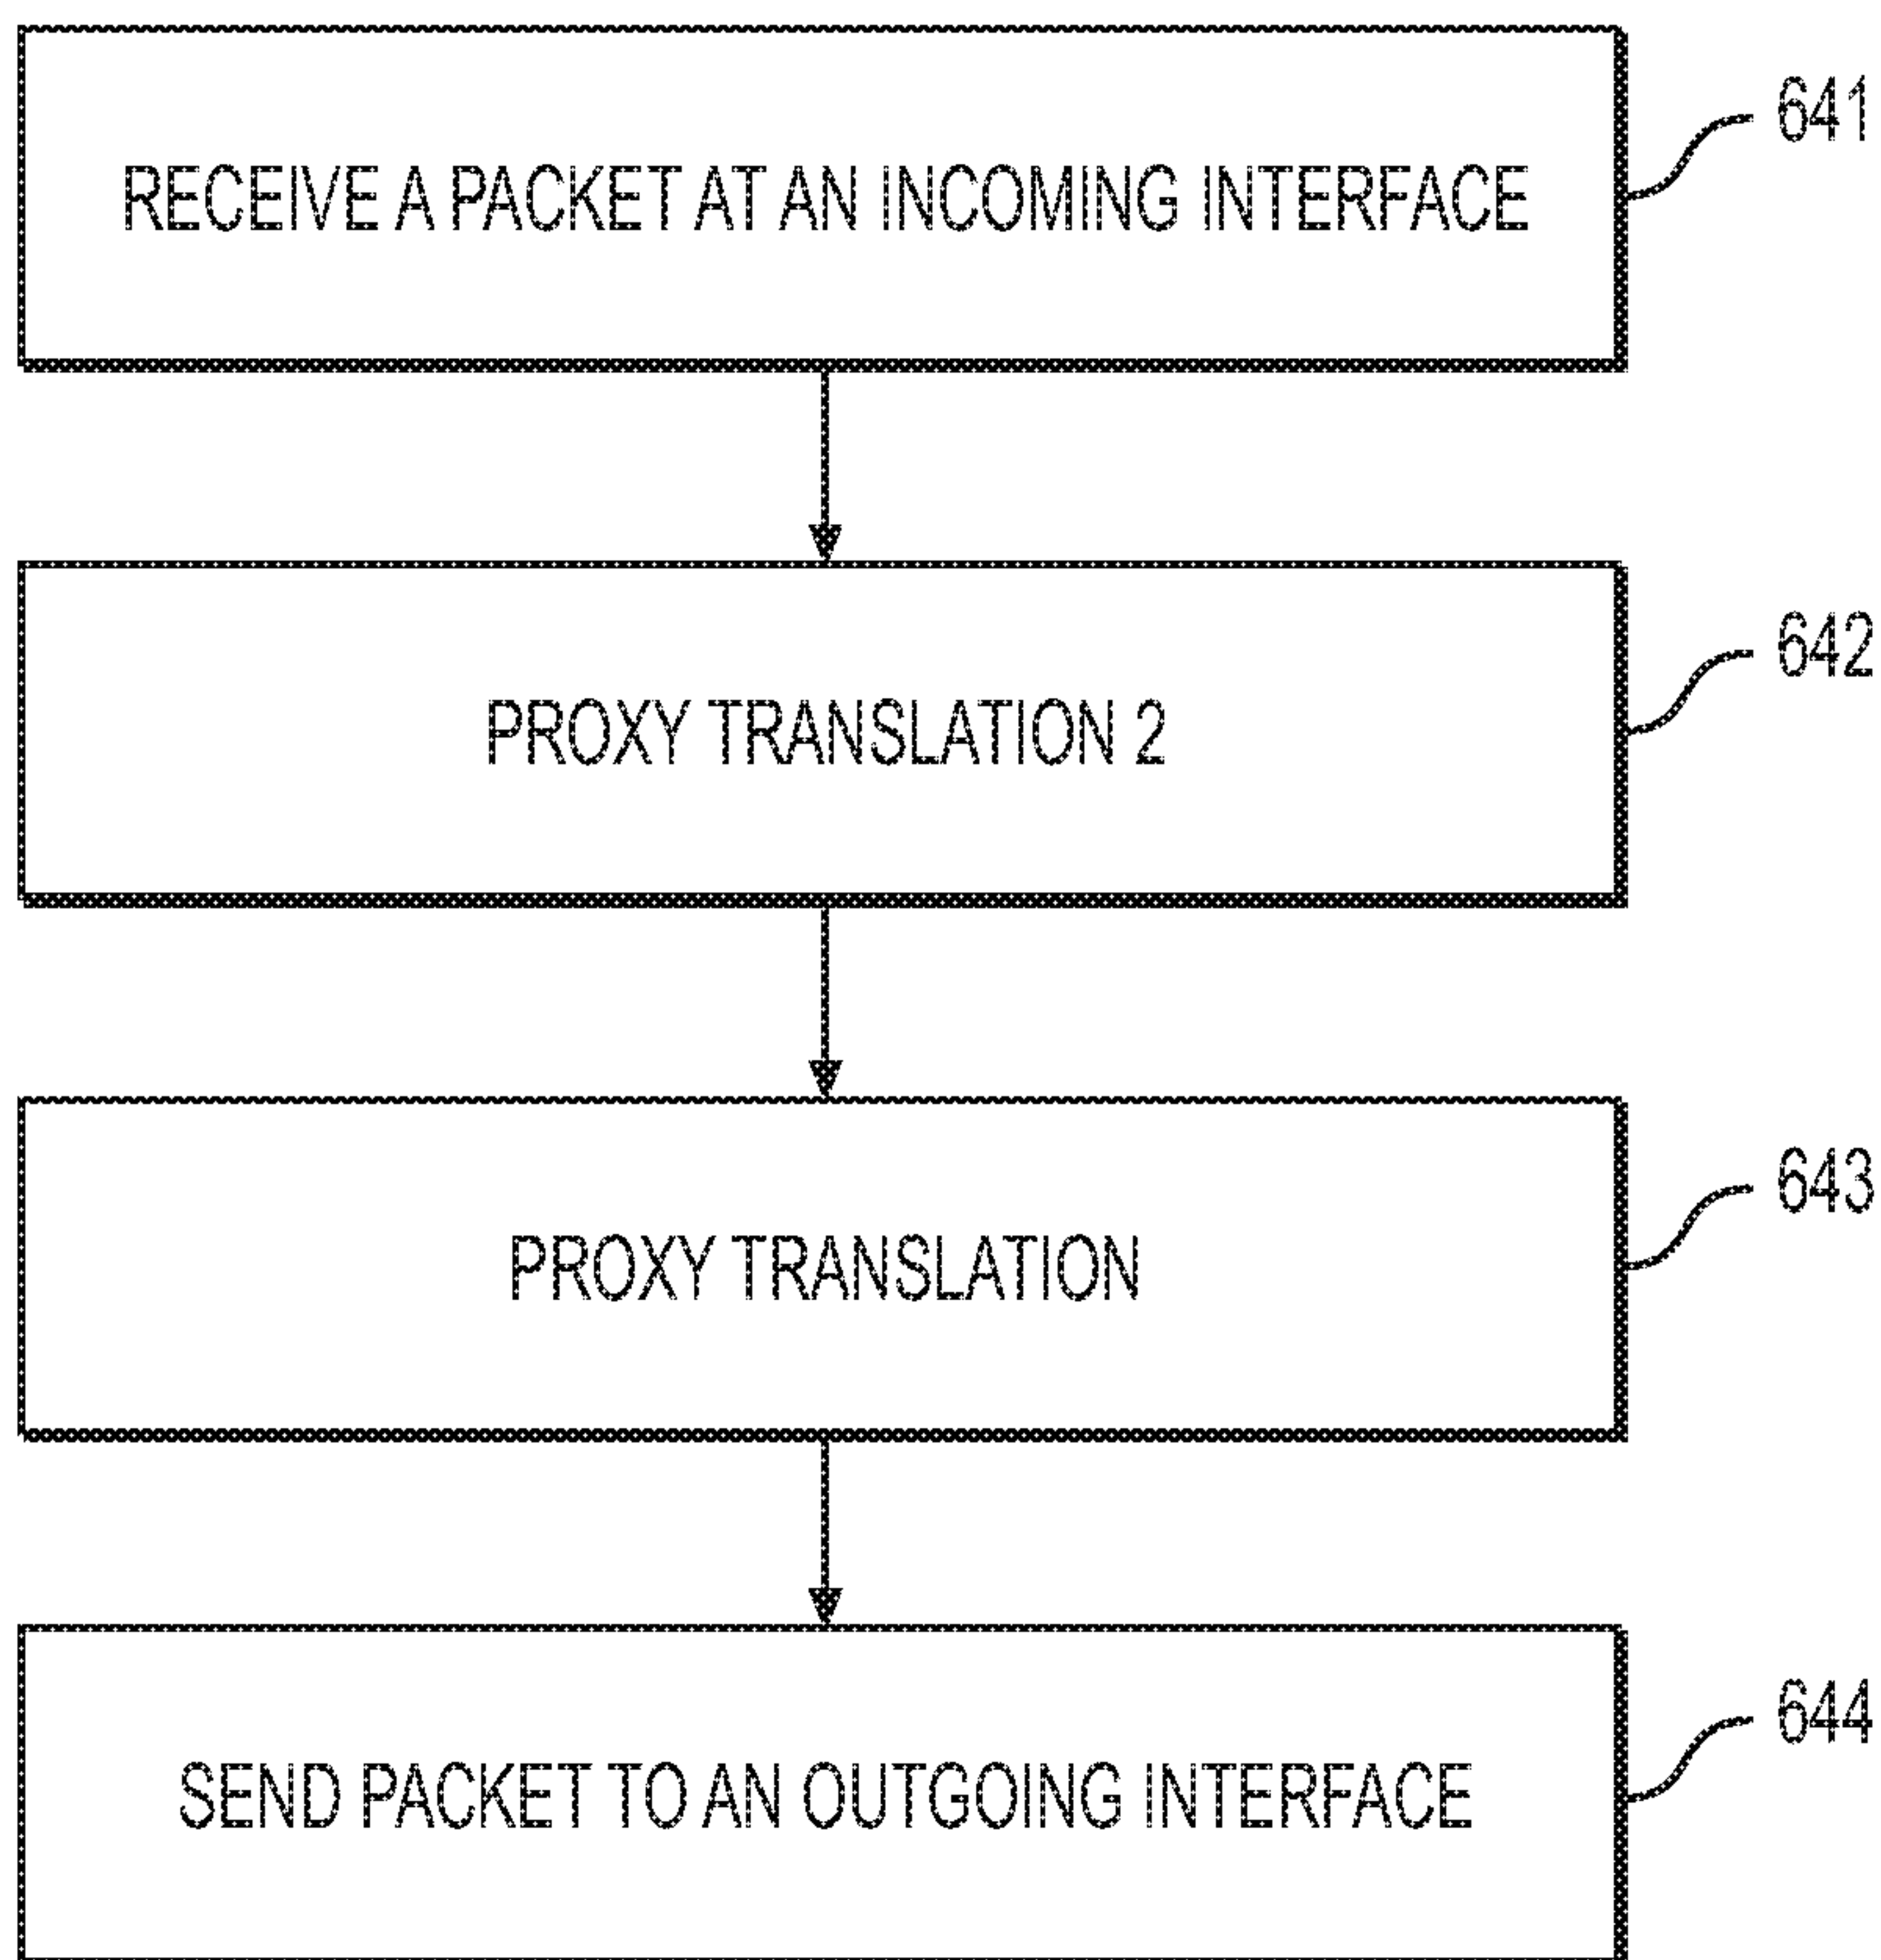 RECEIVE A PACKET AT AN INCOMING INTERFACE
641
PROXY TRANSLATION 2
642
PROXY TRANSLATION
643
SEND PACKET TO AN OUTGOING INTERFACE
644